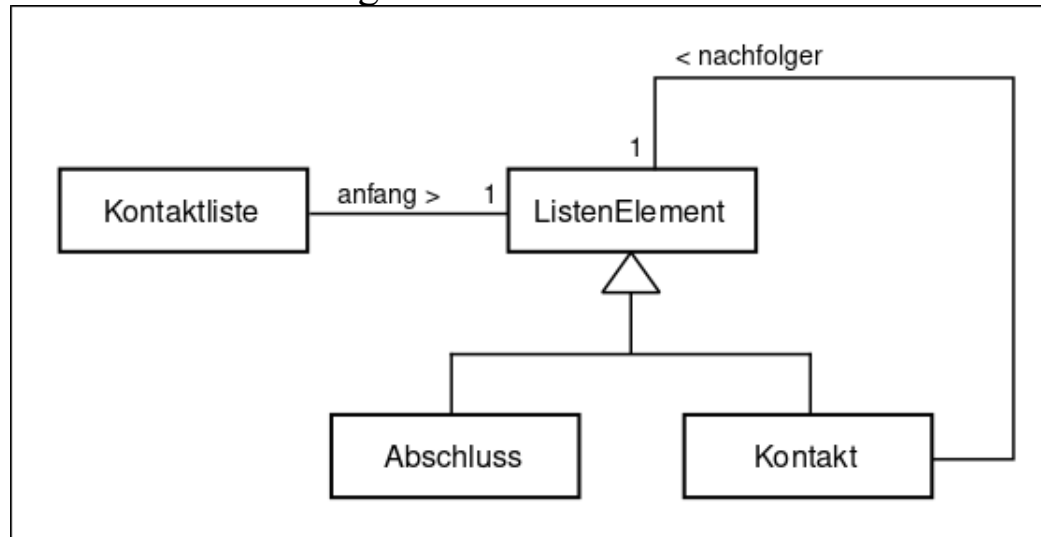 < nachfolger
1
Kontaktliste
anfang >
1
ListenElement
Abschluss
Kontakt